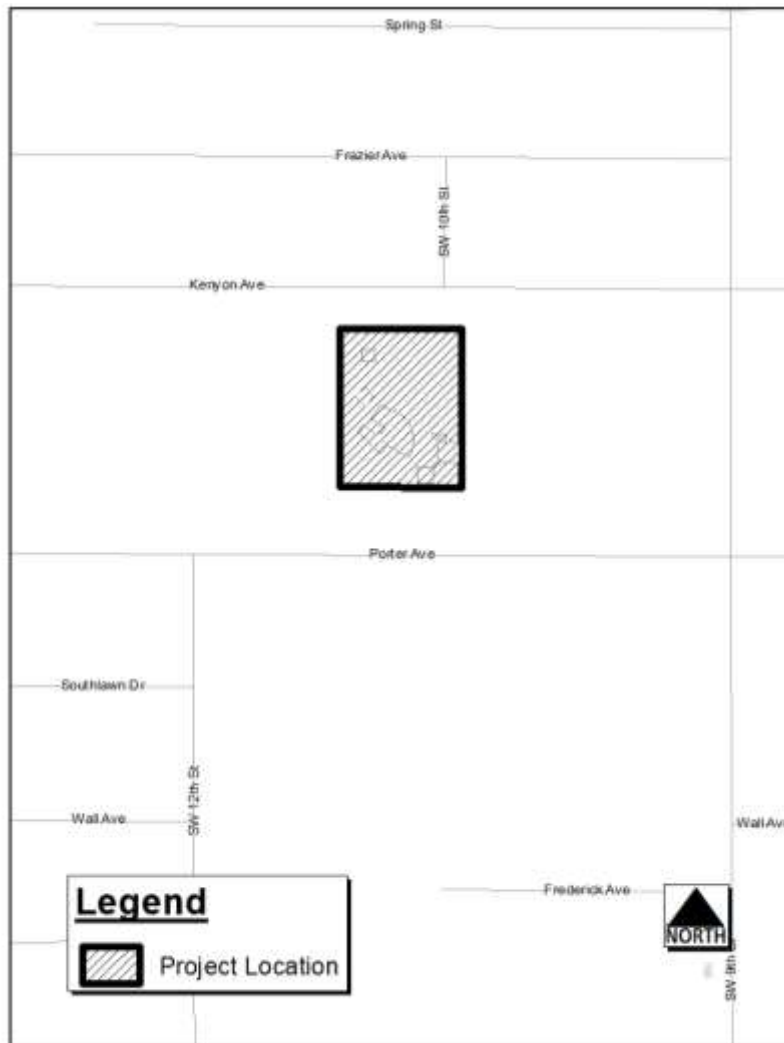 Spring St
Frazier Ave
SW 10th St
Kenyon Ave
Porter Ave
Southlawn Dr
SW 12th St
Wall Ave
Wall Ave
Frederick Ave
NORTH
SW 9th St
Legend
Project Location